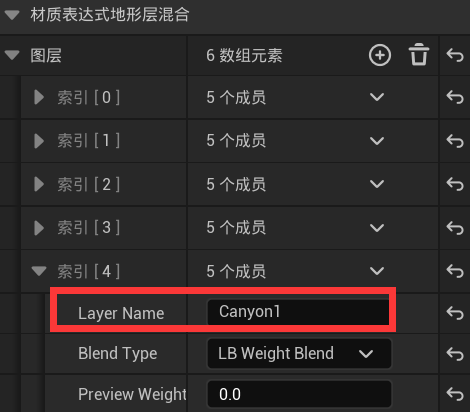 材质表达式地形层混合
图层 6 数组元素
索引 [ 0 ] 5 个成员
索引 [ 1 ] 5 个成员
索引 [ 2 ] 5 个成员
索引 [ 3 ] 5 个成员
索引 [ 4 ] 5 个成员
Layer Name Canyon1
Blend Type LB Weight Blend
Preview Weight 0.0